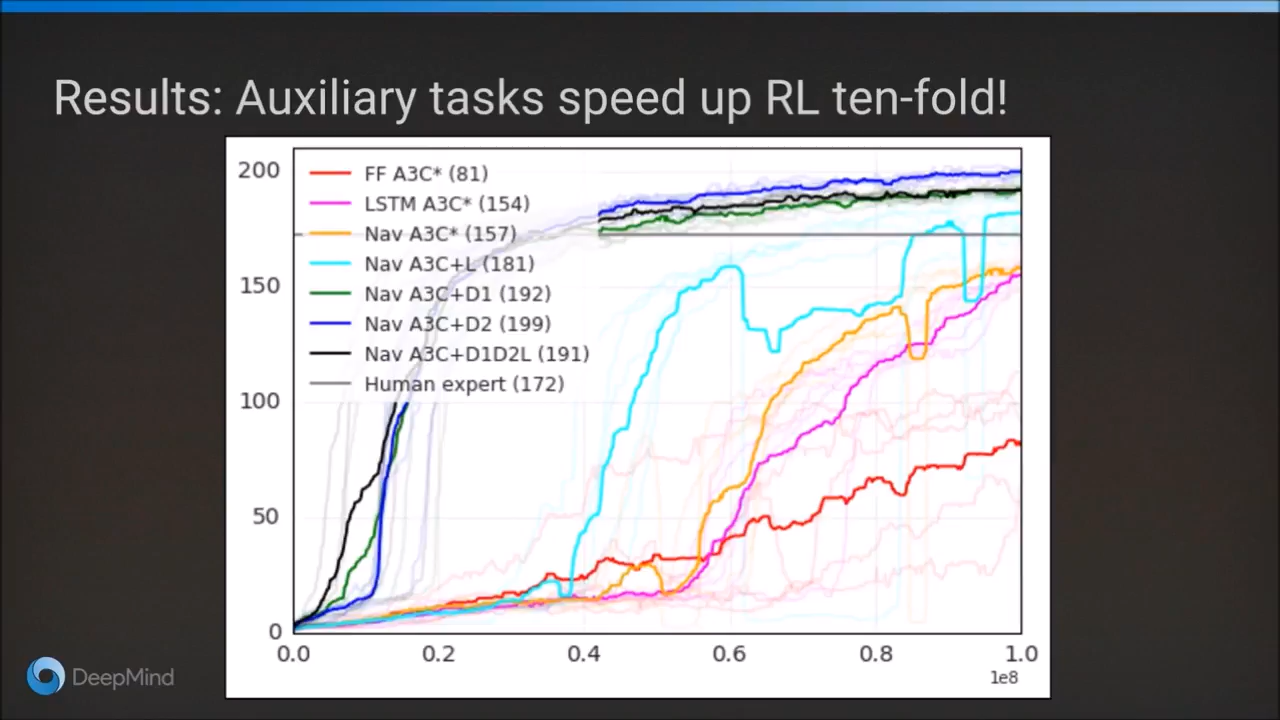 Results: Auxiliary tasks speed up RL ten-fold!
200
150
100
50
0
FF A3C* (81)
LSTM A3C* (154)
Nav A3C* (157)
Nav A3C+L (181)
Nav A3C+D1 (192)
Nav A3C+D2 (199)
Nav A3C+D1D2L (191)
Human expert (172)
0.0 0.2 0.4 0.6 0.8 1.0
1e8
DeepMind